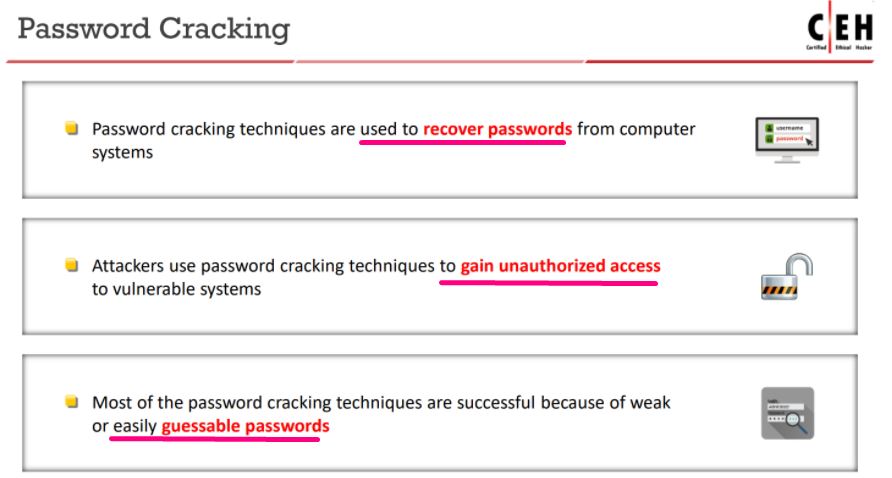 Password Cracking
C|EH
Certified Ethical Hacker
Password cracking techniques are used to recover passwords from computer
systems
username
password
Attackers use password cracking techniques to gain unauthorized access
to vulnerable systems
Most of the password cracking techniques are successful because of weak
or easily guessable passwords